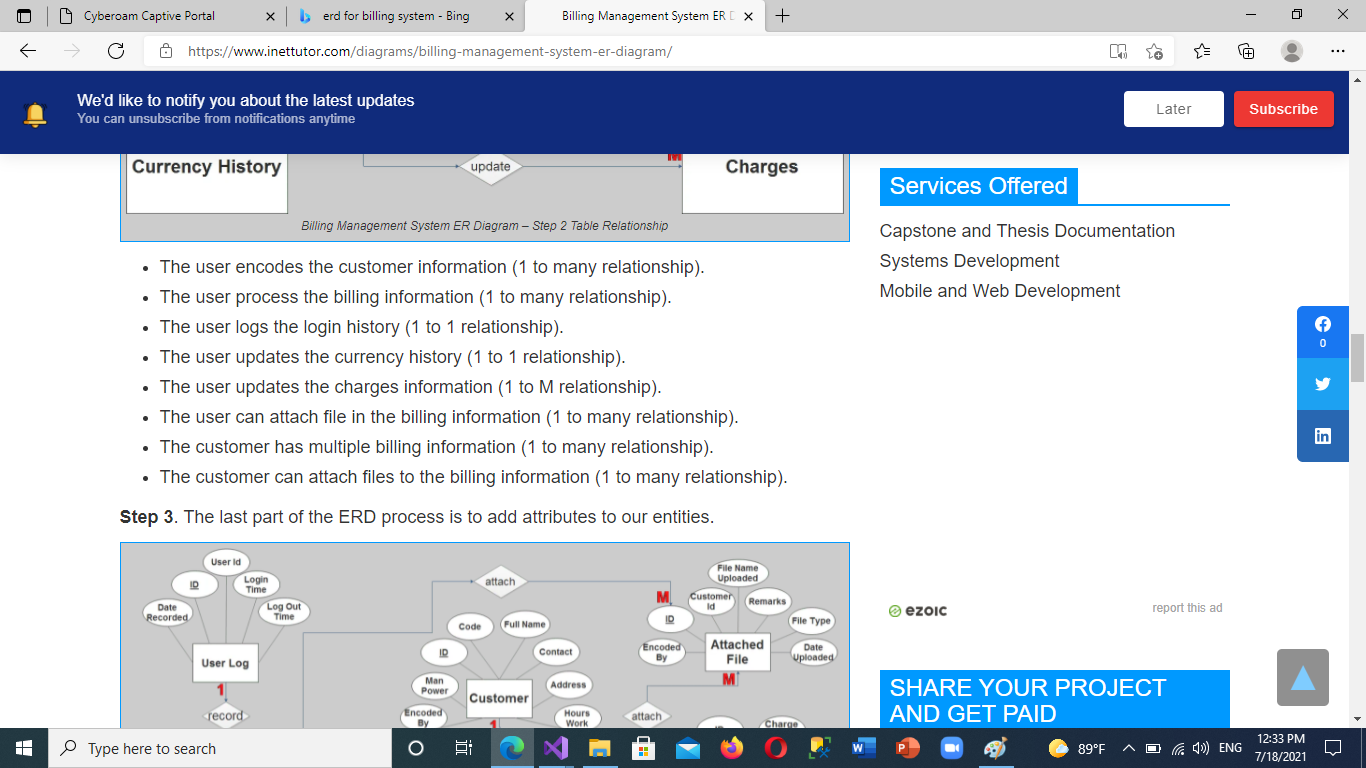 Cyberoam Captive Portal
erd for billing system - Bing
Billing Management System ER D
https://www.inettutor.com/diagrams/billing-management-system-er-diagram/
We'd like to notify you about the latest updates
You can unsubscribe from notifications anytime
Later
Subscribe
Currency History
update
M
Charges
Billing Management System ER Diagram – Step 2 Table Relationship
The user encodes the customer information (1 to many relationship).
The user process the billing information (1 to many relationship).
The user logs the login history (1 to 1 relationship).
The user updates the currency history (1 to 1 relationship).
The user updates the charges information (1 to M relationship).
The user can attach file in the billing information (1 to many relationship).
The customer has multiple billing information (1 to many relationship).
The customer can attach files to the billing information (1 to many relationship).
Step 3. The last part of the ERD process is to add attributes to our entities.
User Id
ID
Login
Time
Date
Recorded
Log Out
Time
User Log
1
record
attach
M
Code
Full Name
ID
Contact
Man
Power
Address
Customer
Encoded
By
Hours
Work
1
File Name
Uploaded
Customer
Id
Remarks
ID
File Type
Encoded
By
Attached
File
Date
Uploaded
M
attach
ID
Charge
Services Offered
Capstone and Thesis Documentation
Systems Development
Mobile and Web Development
0
ezoic
report this ad
SHARE YOUR PROJECT
AND GET PAID
Type here to search
89°F
ENG
12:33 PM
7/18/2021